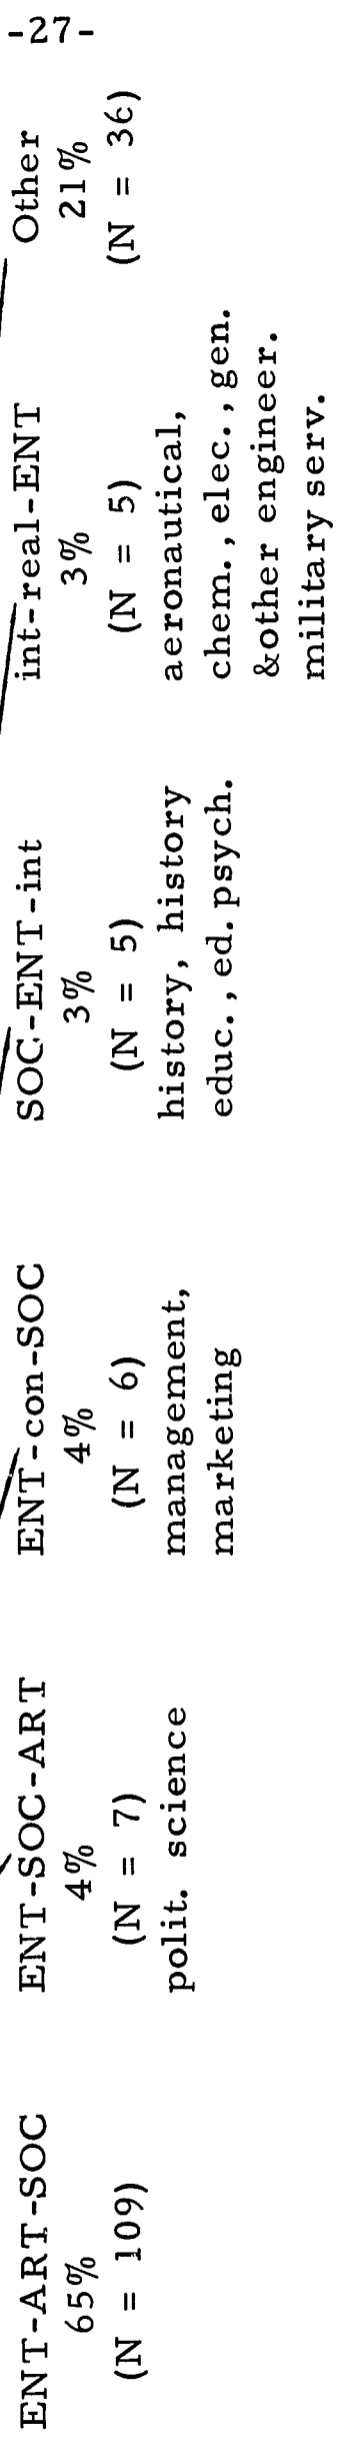 -27-
ENT-ART-SOC
65%
(N = 109)
ENT-SOC-ART
4%
(N = 7)
polit. science
ENT-con-SOC
4%
(N = 6)
management,
marketing
SOC-ENT-int
3%
(N = 5)
history, history
educ., ed. psych.
int-real-ENT
3%
(N = 5)
aeronautical,
chem., elec., gen.
&other engineer.
military serv.
Other
21%
(N = 36)